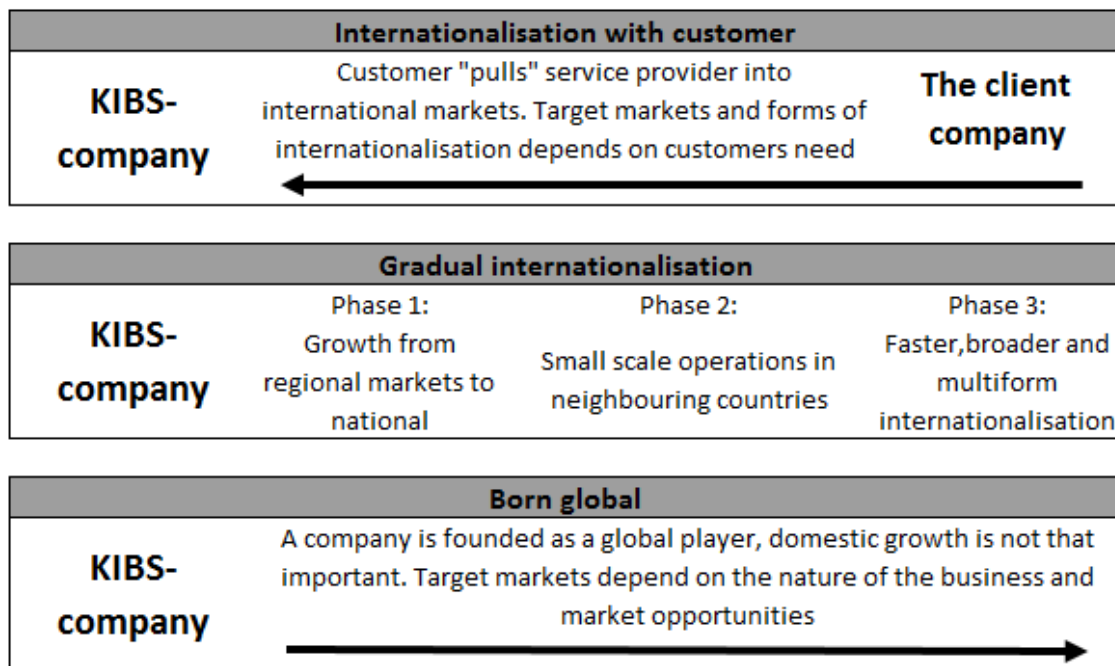 Internationalisation with customer
KIBS-
company
Customer "pulls" service provider into
international markets. Target markets and forms of
internationalisation depends on customers need
The client
company
Gradual internationalisation
KIBS-
company
Phase 1:
Growth from
regional markets to
national
Phase 2:
Small scale operations in
neighbouring countries
Phase 3:
Faster,broader and
multiform
internationalisation
Born global
KIBS-
company
A company is founded as a global player, domestic growth is not that
important. Target markets depend on the nature of the business and
market opportunities